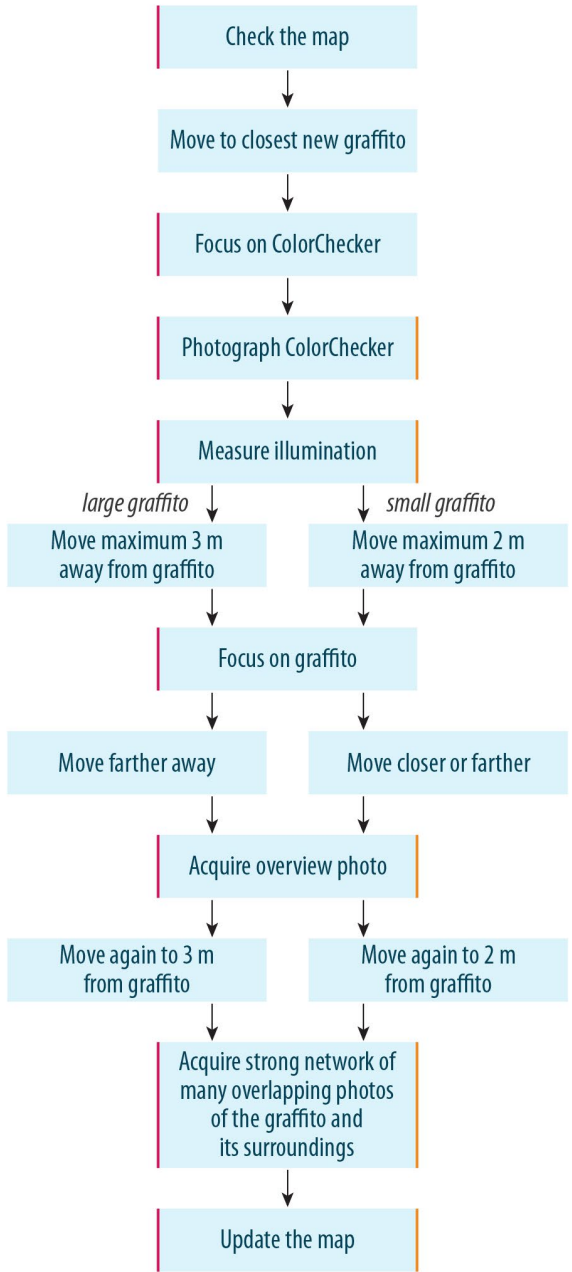 Check the map
Move to closest new graffito
Focus on ColorChecker
Photograph ColorChecker
Measure illumination
large graffito
small graffito
Move maximum 3 m
away from graffito
Move maximum 2 m
away from graffito
Focus on graffito
Move farther away
Move closer or farther
Acquire overview photo
Move again to 3 m
from graffito
Move again to 2 m
from graffito
Acquire strong network of
many overlapping photos
of the graffito and
its surroundings
Update the map